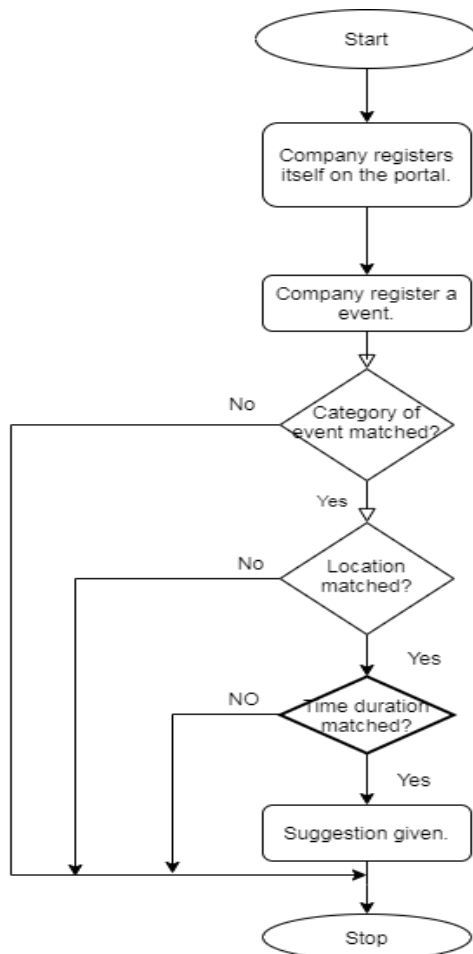 Start
Company registers
itself on the portal.
Company register a
event.
No
Category of
event matched?
Yes
No
Location
matched?
Yes
NO
Time duration
matched?
Yes
Suggestion given.
Stop